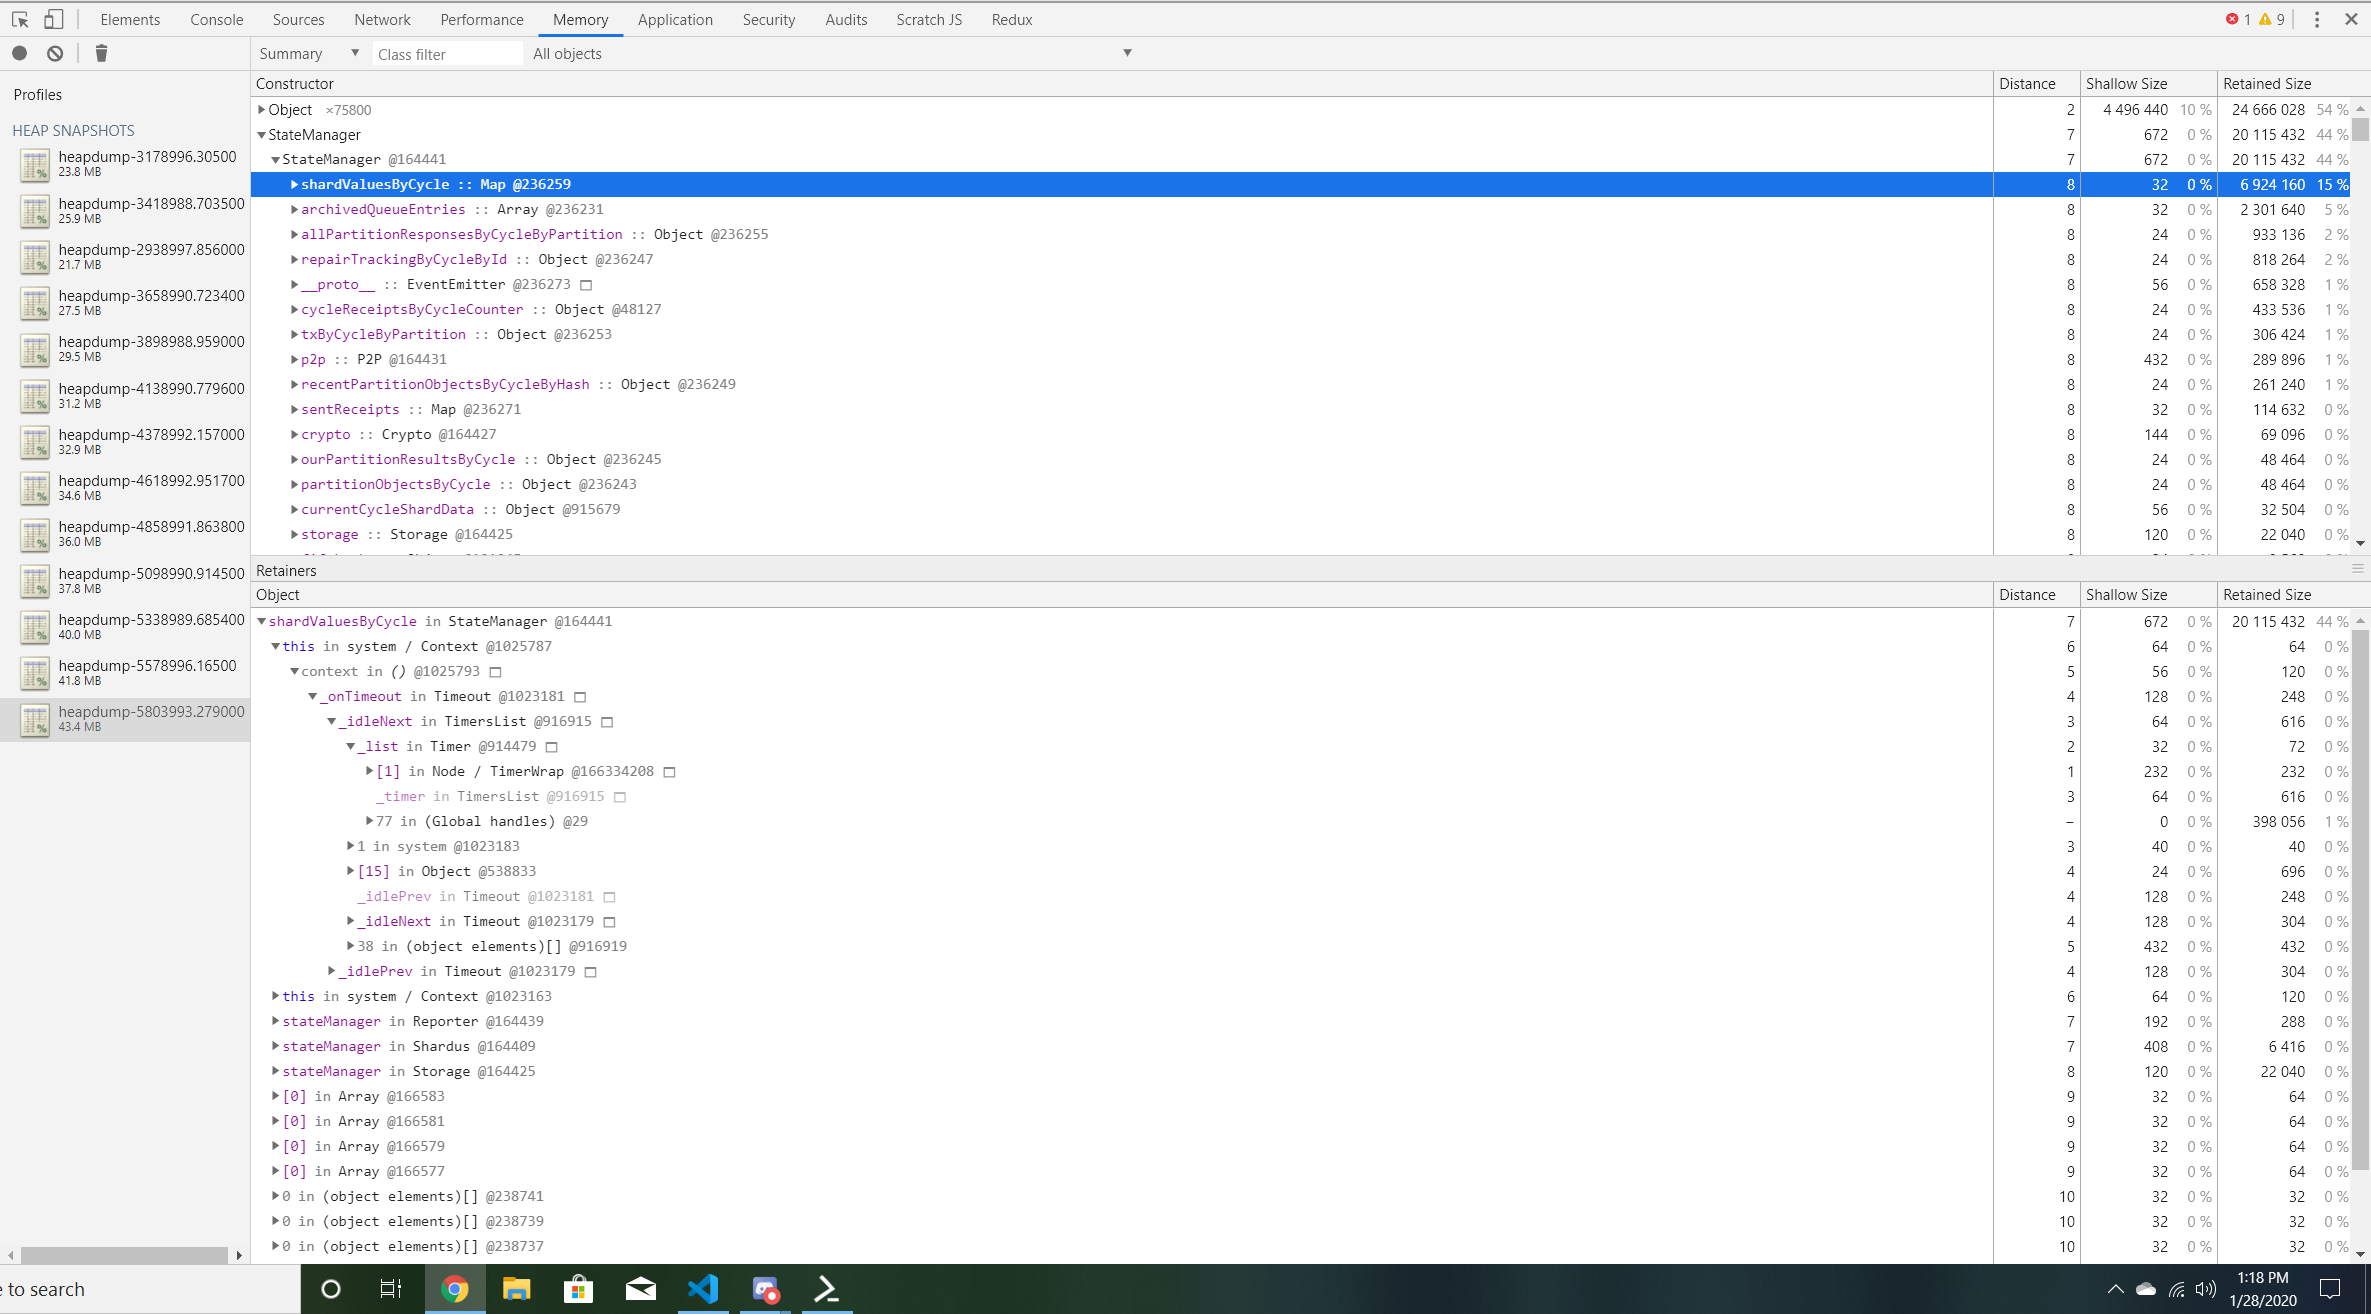 Elements Console Sources Network Performance Memory Application Security Audits Scratch JS Redux 1 9
Summary Class filter All objects
Profiles
HEAP SNAPSHOTS
heapdump-3178996.30500
23.8 MB
heapdump-3418988.703500
25.9 MB
heapdump-2938997.856000
21.7 MB
heapdump-3658990.723400
27.5 MB
heapdump-3898988.959000
29.5 MB
heapdump-4138990.779600
31.2 MB
heapdump-4378992.157000
32.9 MB
heapdump-4618992.951700
34.6 MB
heapdump-4858991.863800
36.0 MB
heapdump-5098990.914500
37.8 MB
heapdump-5338989.685400
40.0 MB
heapdump-5578996.16500
41.8 MB
heapdump-5803993.279000
43.4 MB
Constructor Distance Shallow Size Retained Size
Object ×75800 2 4 496 440 10 % 24 666 028 54 %
StateManager 7 672 0 % 20 115 432 44 %
StateManager @164441 7 672 0 % 20 115 432 44 %
shardValuesByCycle :: Map @236259 8 32 0 % 6 924 160 15 %
archivedQueueEntries :: Array @236231 8 32 0 % 2 301 640 5 %
allPartitionResponsesByCycleByPartition :: Object @236255 8 24 0 % 933 136 2 %
repairTrackingByCycleById :: Object @236247 8 24 0 % 818 264 2 %
__proto__ :: EventEmitter @236273 8 56 0 % 658 328 1 %
cycleReceiptsByCycleCounter :: Object @48127 8 24 0 % 433 536 1 %
txByCycleByPartition :: Object @236253 8 24 0 % 306 424 1 %
p2p :: P2P @164431 8 432 0 % 289 896 1 %
recentPartitionObjectsByCycleByHash :: Object @236249 8 24 0 % 261 240 1 %
sentReceipts :: Map @236271 8 32 0 % 114 632 0 %
crypto :: Crypto @164427 8 144 0 % 69 096 0 %
ourPartitionResultsByCycle :: Object @236245 8 24 0 % 48 464 0 %
partitionObjectsByCycle :: Object @236243 8 24 0 % 48 464 0 %
currentCycleShardData :: Object @915679 8 56 0 % 32 504 0 %
storage :: Storage @164425 8 120 0 % 22 040 0 %
Retainers
Object Distance Shallow Size Retained Size
shardValuesByCycle in StateManager @164441 7 672 0 % 20 115 432 44 %
this in system / Context @1025787 6 64 0 % 64 0 %
context in () @1025793 5 56 0 % 120 0 %
_onTimeout in Timeout @1023181 4 128 0 % 248 0 %
_idleNext in TimersList @916915 3 64 0 % 616 0 %
_list in Timer @914479 2 32 0 % 72 0 %
[1] in Node / TimerWrap @166334208 1 232 0 % 232 0 %
_timer in TimersList @916915 3 64 0 % 616 0 %
77 in (Global handles) @29 – 0 0 % 398 056 1 %
1 in system @1023183 3 40 0 % 40 0 %
[15] in Object @538833 4 24 0 % 696 0 %
_idlePrev in Timeout @1023181 4 128 0 % 248 0 %
_idleNext in Timeout @1023179 4 128 0 % 304 0 %
38 in (object elements)[] @916919 5 432 0 % 432 0 %
_idlePrev in Timeout @1023179 4 128 0 % 304 0 %
this in system / Context @1023163 6 64 0 % 120 0 %
stateManager in Reporter @164439 7 192 0 % 288 0 %
stateManager in Shardus @164409 7 408 0 % 6 416 0 %
stateManager in Storage @164425 8 120 0 % 22 040 0 %
[0] in Array @166583 9 32 0 % 64 0 %
[0] in Array @166581 9 32 0 % 64 0 %
[0] in Array @166579 9 32 0 % 64 0 %
[0] in Array @166577 9 32 0 % 64 0 %
0 in (object elements)[] @238741 10 32 0 % 32 0 %
0 in (object elements)[] @238739 10 32 0 % 32 0 %
0 in (object elements)[] @238737 10 32 0 % 32 0 %
to search
1:18 PM
1/28/2020